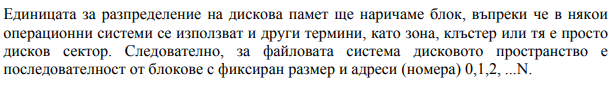 Единицата за разпределение на дискова памет ще наричаме блок, въпреки че в някои
операционни системи се използват и други термини, като зона, клъстер или тя е просто
дисков сектор. Следователно, за файловата система дисковото пространство е
последователност от блокове с фиксиран размер и адреси (номера) 0,1,2, ...N.